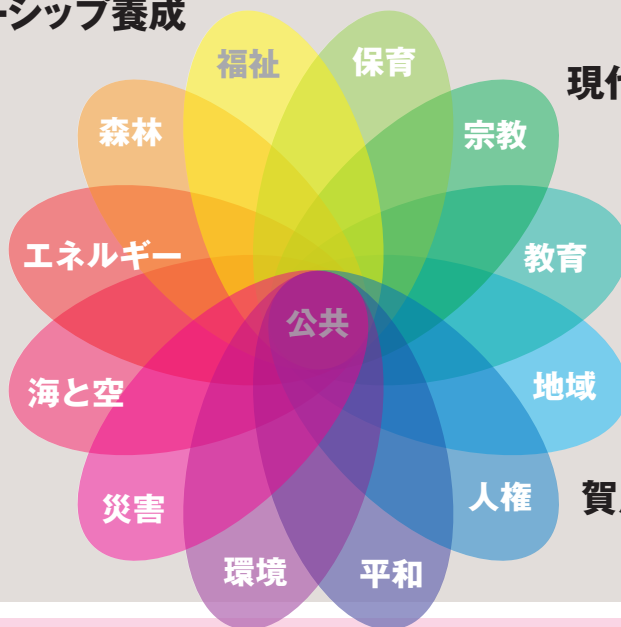 ーシップ養成
福祉
保育
現代
森林
宗教
エネルギー
教育
公共
海と空
地域
災害
人権
賀川
環境
平和